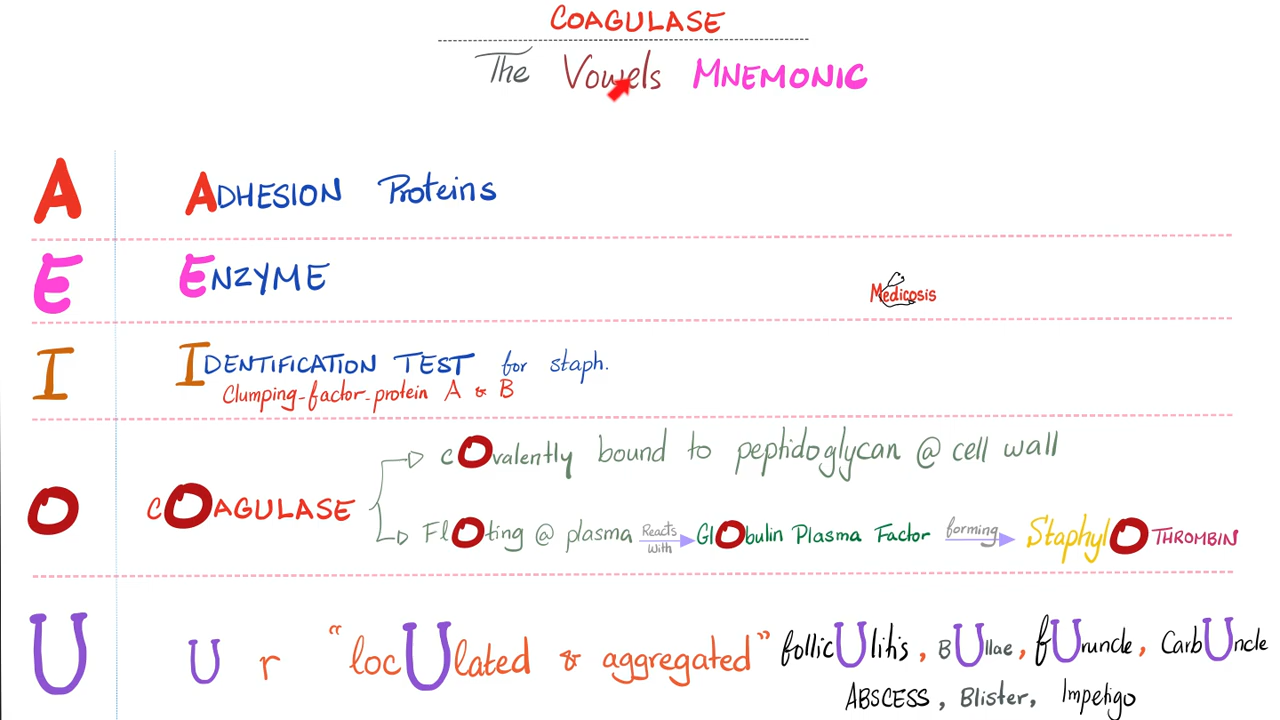 COAGULASE
The Vowels MNEMONIC
A ADHESION Proteins
E ENZYME
Medicosis
I IDENTIFICATION TEST for staph.
Clumping-factor-protein A & B
cOvalently bound to peptidoglycan @ cell wall
O cOAGULASE
FlOting @ plasma Reacts with GlObulin Plasma Factor forming StaphylO THROMBIN
U U r "locUlated & aggregated" follicUlitis, BUllae, fUruncle, CarbUncle
ABSCESS, Blister, Impetigo